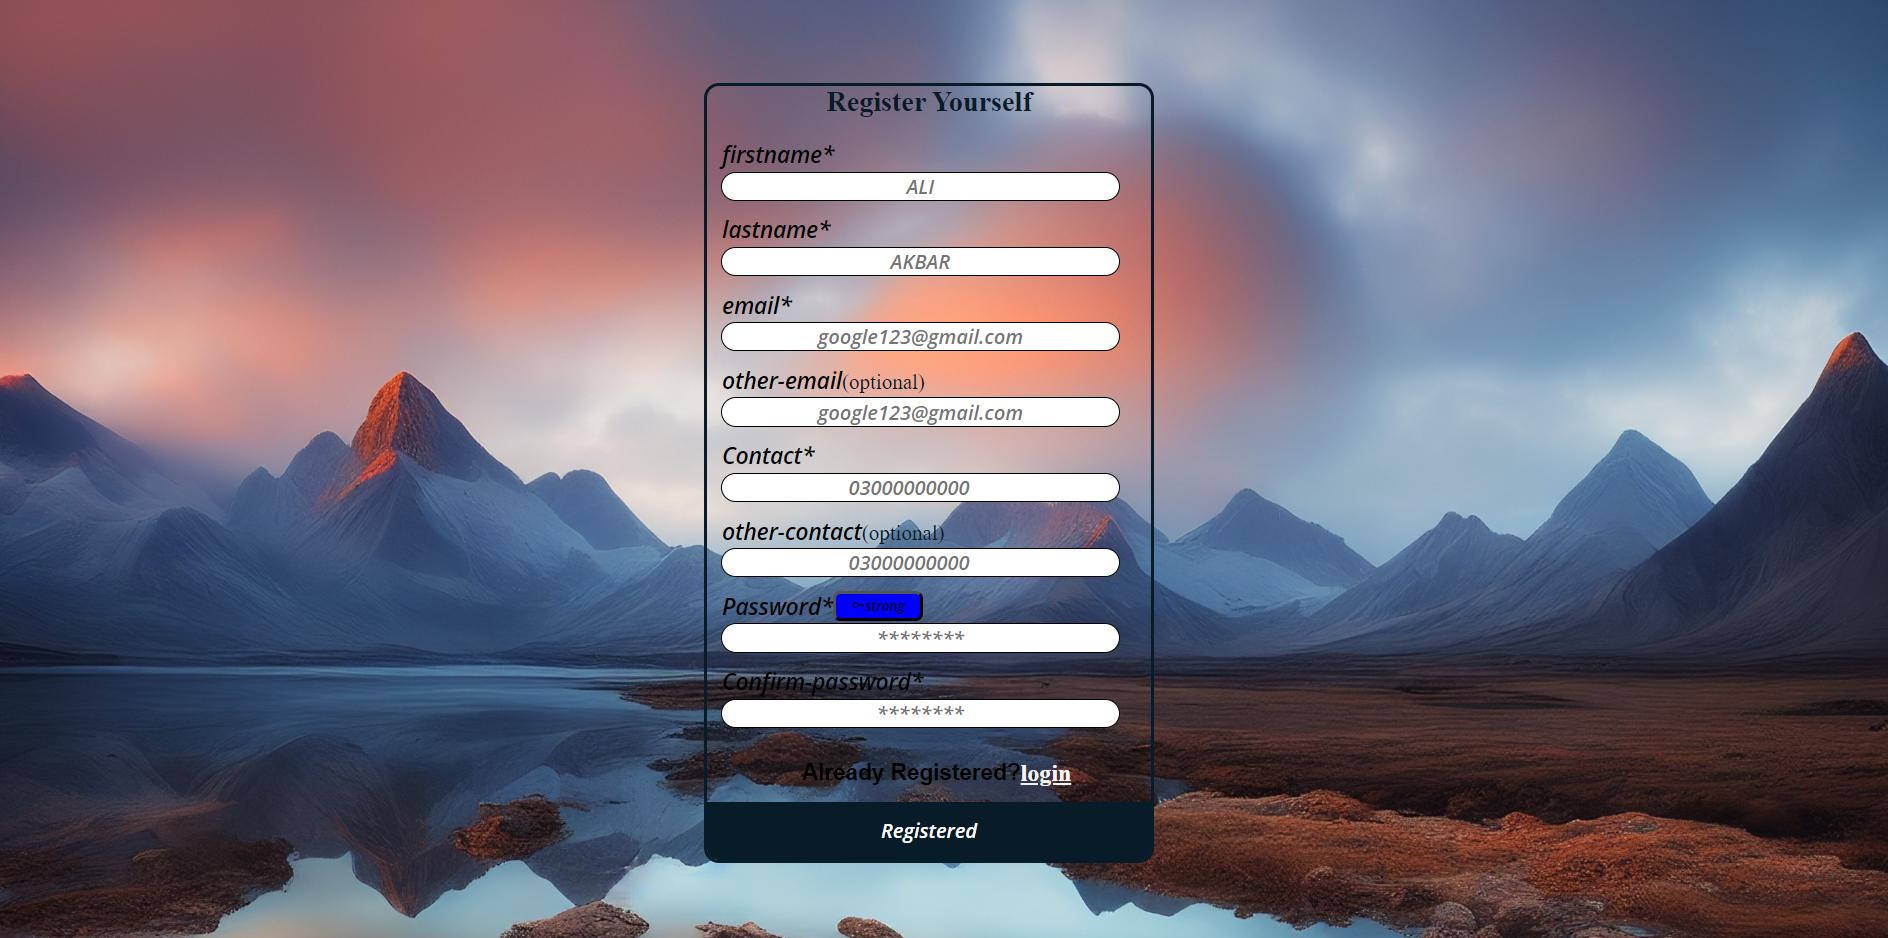 Register Yourself
firstname*
ALI
lastname*
AKBAR
email*
google123@gmail.com
other-email(optional)
google123@gmail.com
Contact*
03000000000
other-contact(optional)
03000000000
Password* strong
********
Confirm-password*
********
Already Registered?login
Registered